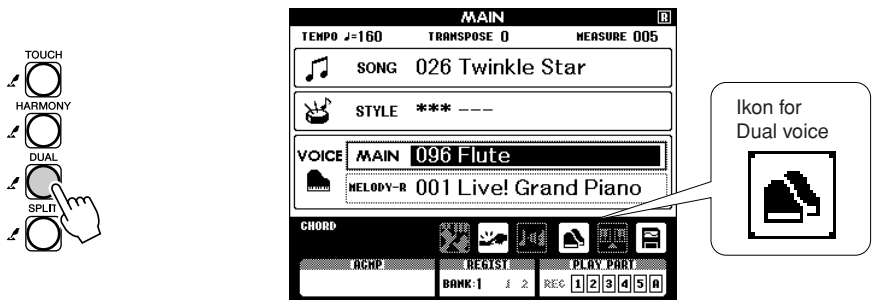 TOUCH
HARMONY
DUAL
SPLIT
MAIN R
TEMPO ♩=160 TRANSPOSE 0 MEASURE 005
SONG 026 Twinkle Star
STYLE *** ---
VOICE MAIN 096 Flute
MELODY-R 001 Live! Grand Piano
CHORD
ACMP REGIST PLAY PART
BANK:1 1 2 REC 1 2 3 4 5 A
Ikon for
Dual voice